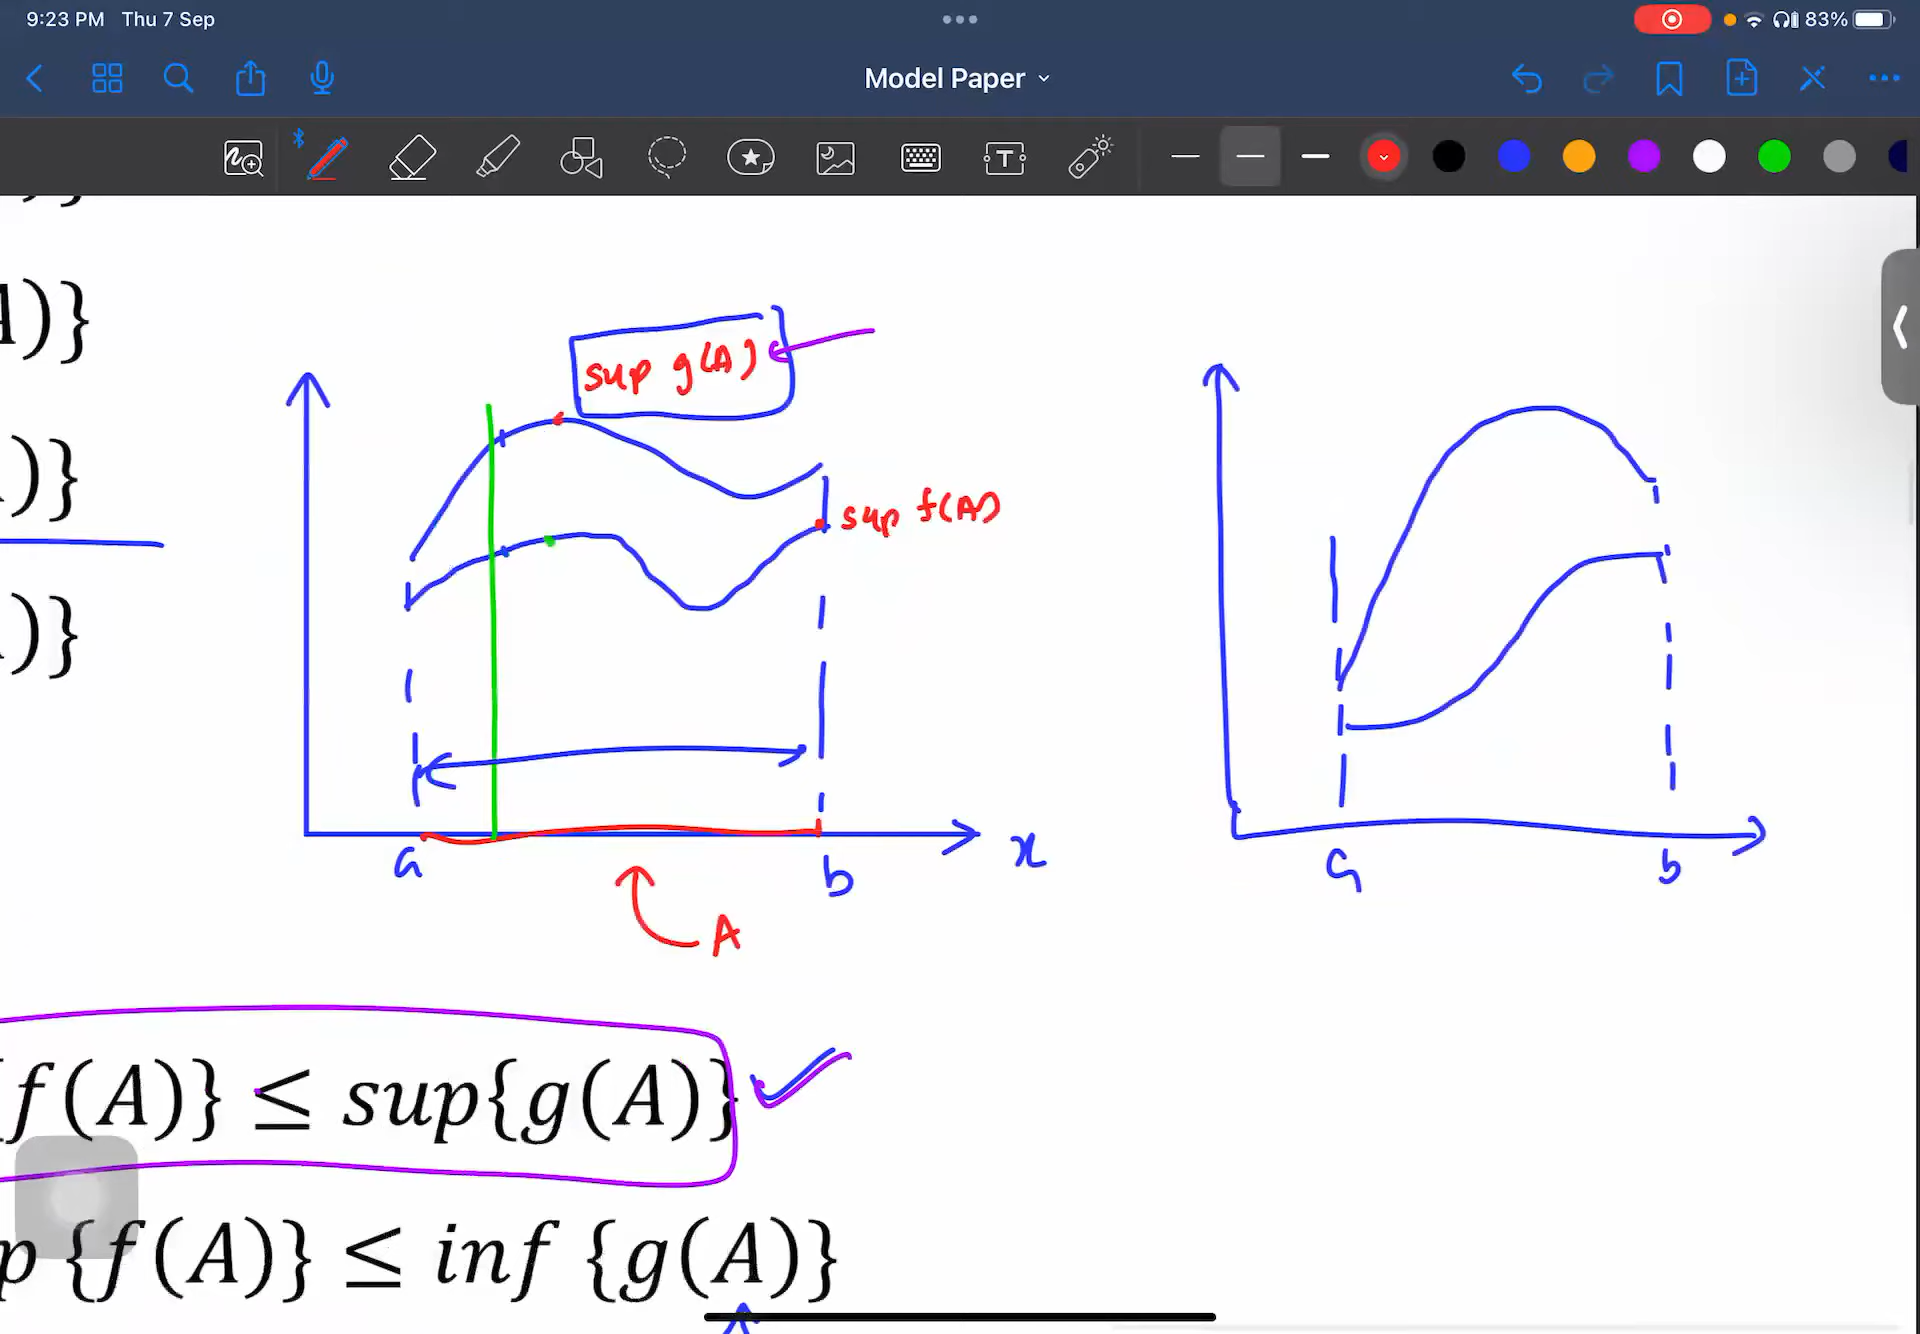 9:23 PM Thu 7 Sep
83%
Model Paper
T
)}
A)}
)}
)}
sup g(A)
sup f(A)
a
b
x
A
a
b
f(A)} ≤ sup{g(A)}
p {f(A)} ≤ inf {g(A)}